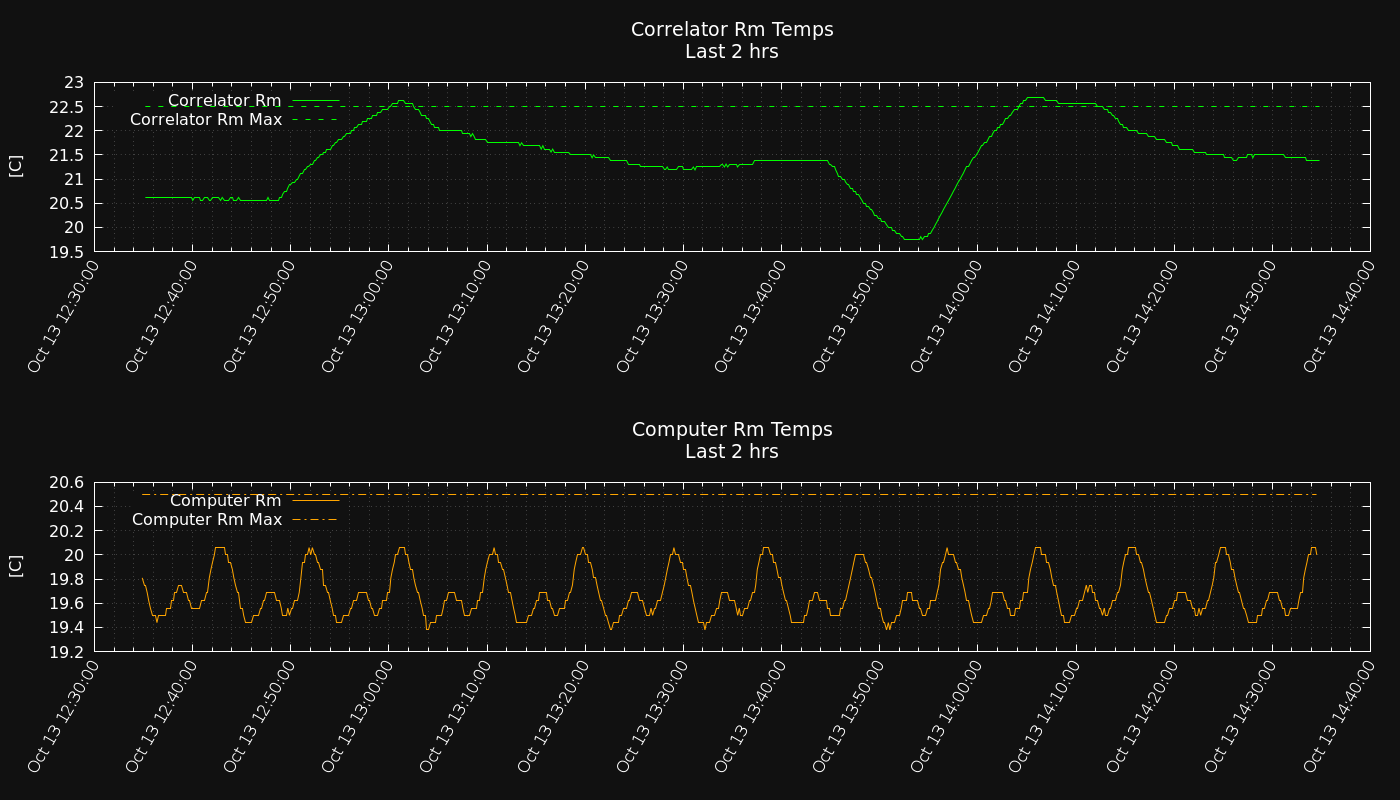 Correlator Rm Temps
Last 2 hrs
23
22.5
22
21.5
21
20.5
20
19.5
[C]
Correlator Rm
Correlator Rm Max
Oct 13 12:30:00
Oct 13 12:40:00
Oct 13 12:50:00
Oct 13 13:00:00
Oct 13 13:10:00
Oct 13 13:20:00
Oct 13 13:30:00
Oct 13 13:40:00
Oct 13 13:50:00
Oct 13 14:00:00
Oct 13 14:10:00
Oct 13 14:20:00
Oct 13 14:30:00
Oct 13 14:40:00
Computer Rm Temps
Last 2 hrs
20.6
20.4
20.2
20
19.8
19.6
19.4
19.2
[C]
Computer Rm
Computer Rm Max
Oct 13 12:30:00
Oct 13 12:40:00
Oct 13 12:50:00
Oct 13 13:00:00
Oct 13 13:10:00
Oct 13 13:20:00
Oct 13 13:30:00
Oct 13 13:40:00
Oct 13 13:50:00
Oct 13 14:00:00
Oct 13 14:10:00
Oct 13 14:20:00
Oct 13 14:30:00
Oct 13 14:40:00